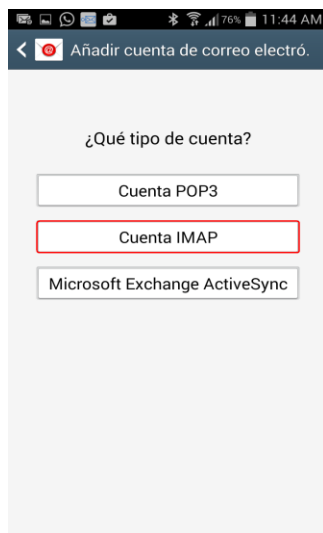 76% 11:44 AM
Añadir cuenta de correo electró.
¿Qué tipo de cuenta?
Cuenta POP3
Cuenta IMAP
Microsoft Exchange ActiveSync